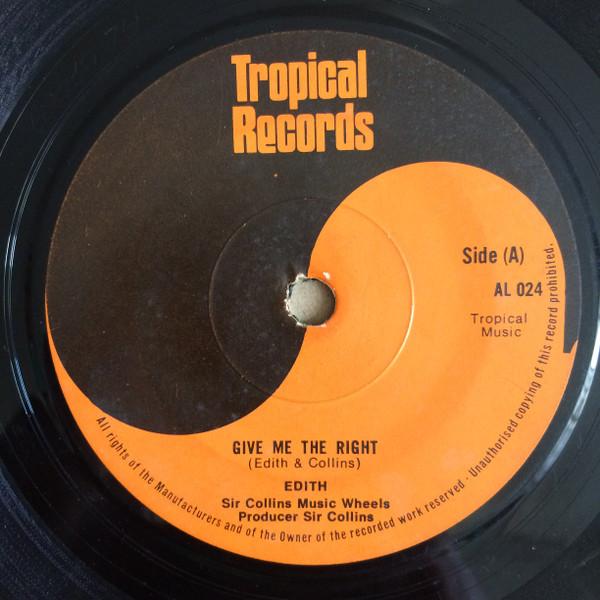 Tropical
Records
Side (A)
AL 024
Tropical
Music
GIVE ME THE RIGHT
(Edith & Collins)
EDITH
Sir Collins Music Wheels
Producer Sir Collins
All rights of the Manufacturers and of the Owner of the recorded work reserved · Unauthorised copying of this record prohibited.